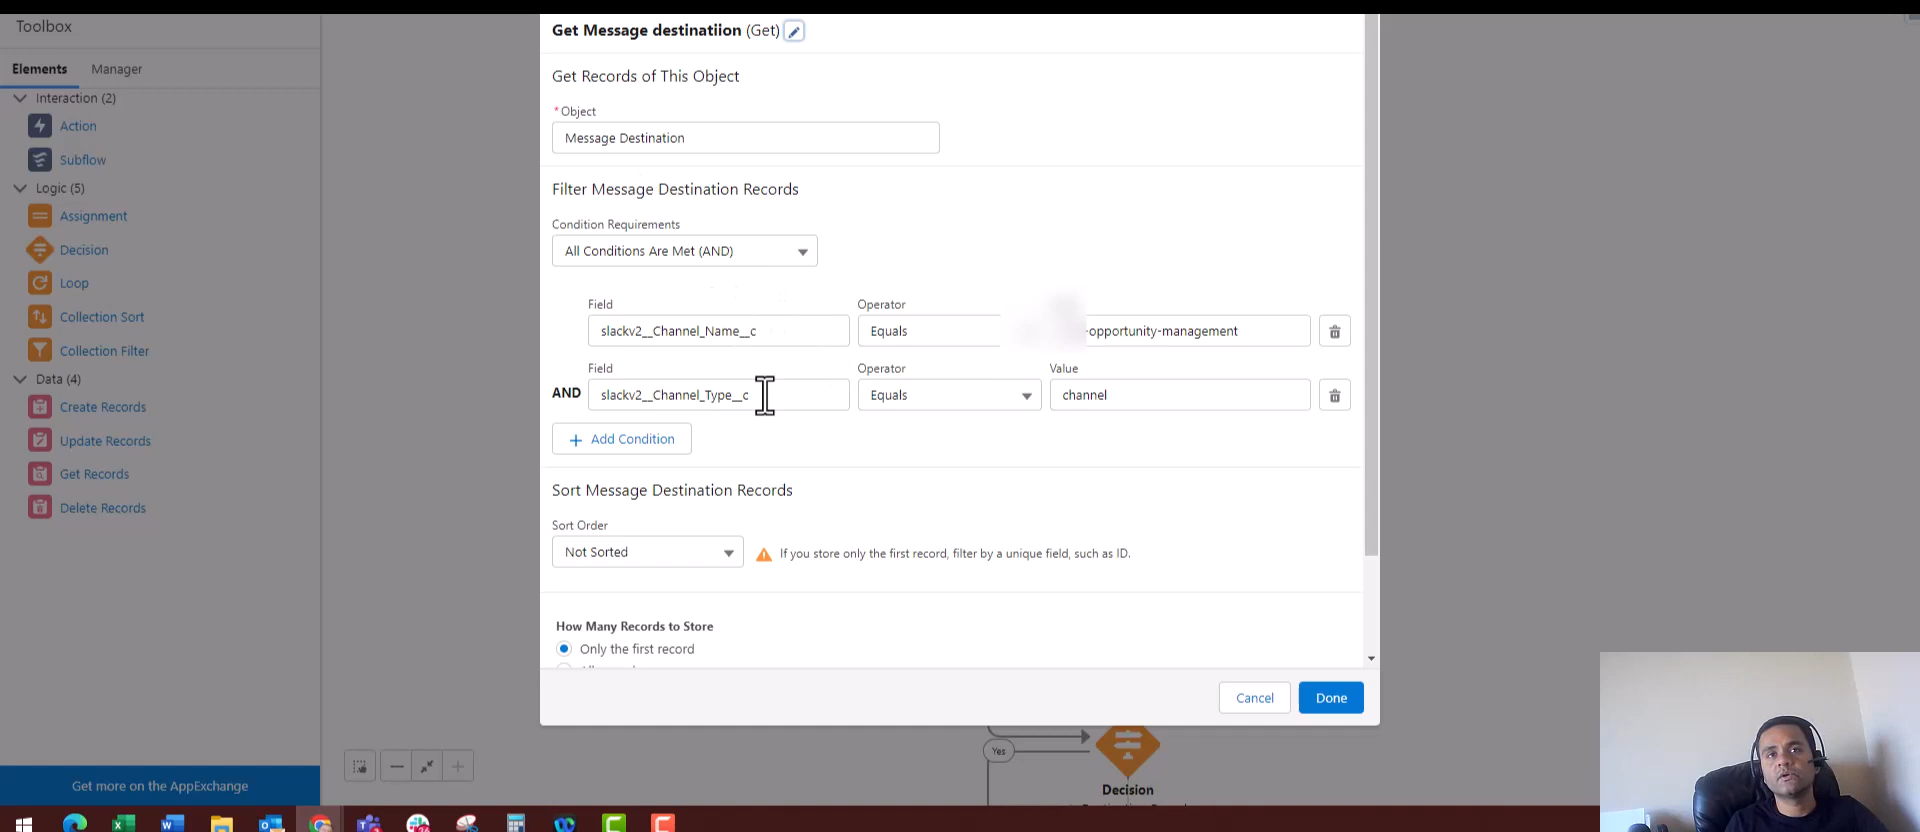 Toolbox
Elements Manager
Interaction (2)
Action
Subflow
Logic (5)
Assignment
Decision
Loop
Collection Sort
Collection Filter
Data (4)
Create Records
Update Records
Get Records
Delete Records
Get more on the AppExchange
Get Message destinatiion (Get)
Get Records of This Object
* Object
Message Destination
Filter Message Destination Records
Condition Requirements
All Conditions Are Met (AND)
Field Operator
slackv2__Channel_Name__c Equals -opportunity-management
Field Operator Value
AND slackv2__Channel_Type__c Equals channel
+ Add Condition
Sort Message Destination Records
Sort Order
Not Sorted If you store only the first record, filter by a unique field, such as ID.
How Many Records to Store
Only the first record
Cancel Done
Yes
Decision